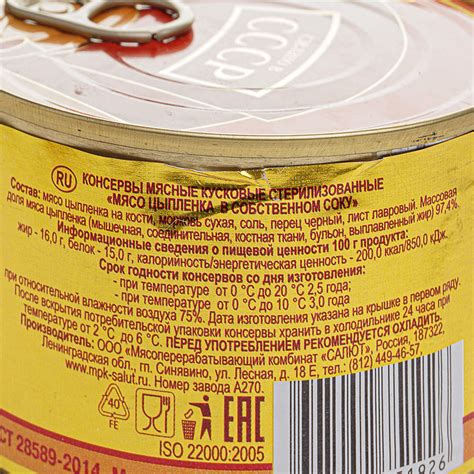 СДЕЛАНО В
СССР
RU
КОНСЕРВЫ МЯСНЫЕ КУСКОВЫЕ СТЕРИЛИЗОВАННЫЕ
«МЯСО ЦЫПЛЕНКА В СОБСТВЕННОМ СОКУ»
Состав: мясо цыпленка на кости, морковь сухая, соль, перец черный, лист лавровый. Массовая
доля мяса цыпленка (мышечная, соединительная, костная ткани, бульон, выплавленный жир) 97,4%.
Информационные сведения о пищевой ценности 100 г продукта:
жир - 16,0 г, белок - 15,0 г, калорийность/энергетическая ценность - 200,0 ккал/850,0 кДж.
Срок годности консервов со дня изготовления:
- при температуре от 0 °С до 20 °С 2,5 года;
- при температуре от 0 °С до 10 °С 3,0 года
при относительной влажности воздуха 75%. Дата изготовления указана на крышке в первом ряду.
После вскрытия потребительской упаковки консервы хранить в холодильнике 24 часа при
температуре от 2 °С до 6 °С. ПЕРЕД УПОТРЕБЛЕНИЕМ РЕКОМЕНДУЕТСЯ ОХЛАДИТЬ.
Производитель: ООО «Мясоперерабатывающий комбинат «САЛЮТ», Россия, 187322,
Ленинградская обл., гп. Синявино, ул. Лесная, д. 18 Е, тел.: (812) 449-46-57,
www.mpk-salut.ru. Номер завода А270.
40
FE
EAC
ISO 22000:2005
СТ 28589-2014